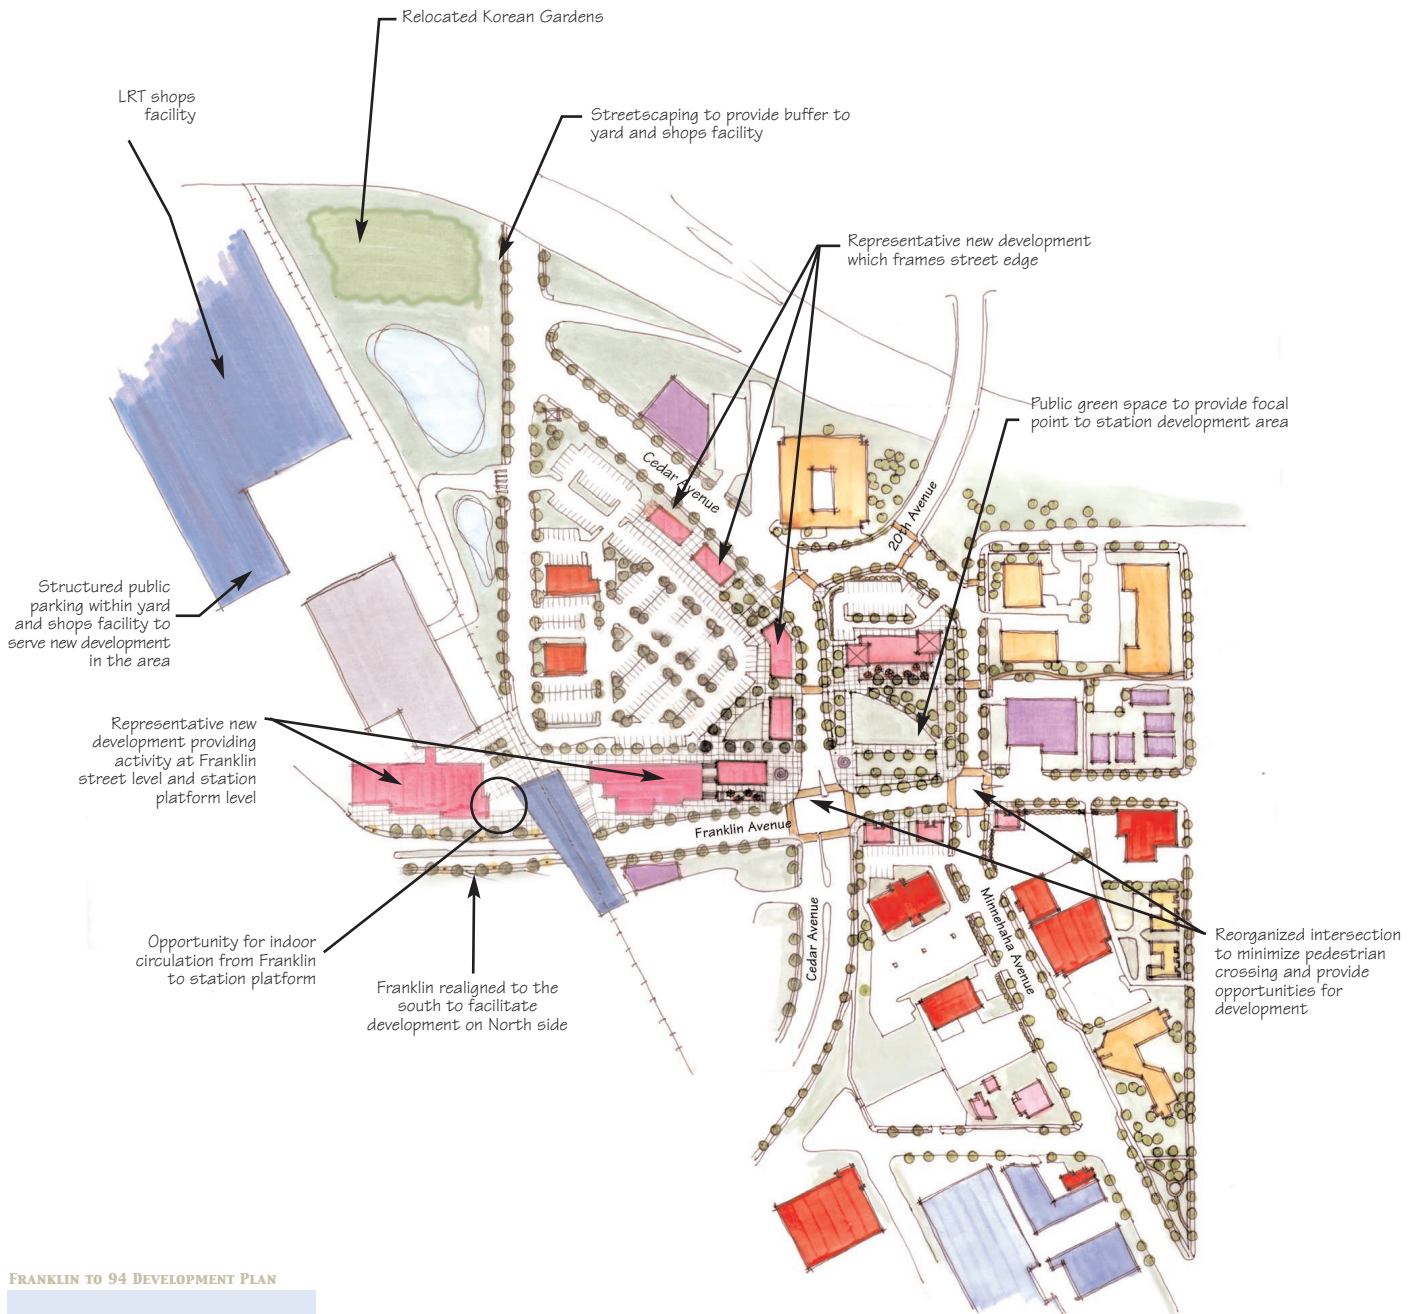 Relocated Korean Gardens
LRT shops
facility
Streetscaping to provide buffer to
yard and shops facility
Representative new development
which frames street edge
Public green space to provide focal
point to station development area
Cedar Avenue
20th Avenue
Structured public
parking within yard
and shops facility to
serve new development
in the area
Representative new
development providing
activity at Franklin
street level and station
platform level
Franklin Avenue
Cedar Avenue
Minnehaha Avenue
Opportunity for indoor
circulation from Franklin
to station platform
Franklin realigned to the
south to facilitate
development on North side
Reorganized intersection
to minimize pedestrian
crossing and provide
opportunities for
development
Franklin to 94 Development Plan